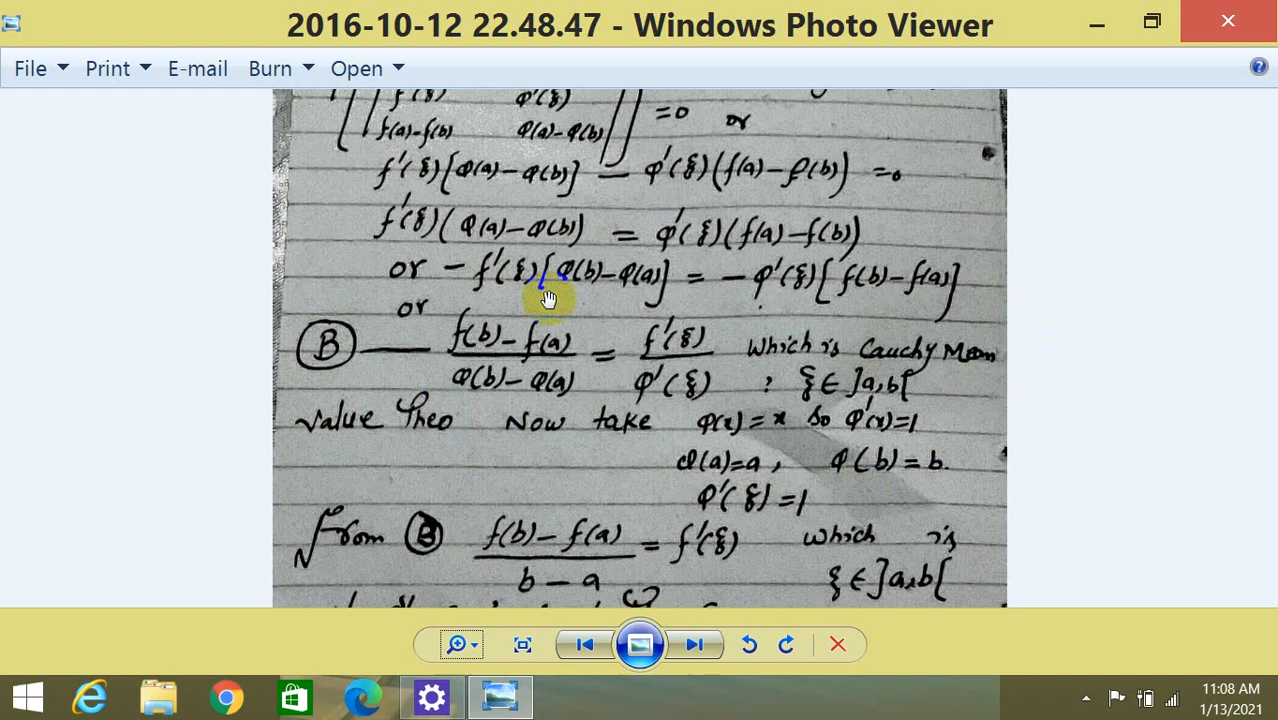 2016-10-12 22.48.47 - Windows Photo Viewer
File Print E-mail Burn Open
f'(ξ) φ'(ξ)
f(a)-f(b) φ(a)-φ(b) =0 or
f'(ξ)[φ(a)-φ(b)] - φ'(ξ)(f(a)-f(b)) =0
f'(ξ)(φ(a)-φ(b)) = φ'(ξ)(f(a)-f(b))
or -f'(ξ)[φ(b)-φ(a)] = -φ'(ξ)[f(b)-f(a)]
or
Ⓑ — (f(b)-f(a))/(φ(b)-φ(a)) = f'(ξ)/φ'(ξ) which is Cauchy Mean
; ξ∈]a,b[
value Theo Now take φ(x)=x so φ'(x)=1
φ(a)=a, φ(b)=b.
φ'(ξ)=1
From Ⓑ (f(b)-f(a))/(b-a) = f'(ξ) which is
ξ∈]a,b[
11:08 AM
1/13/2021